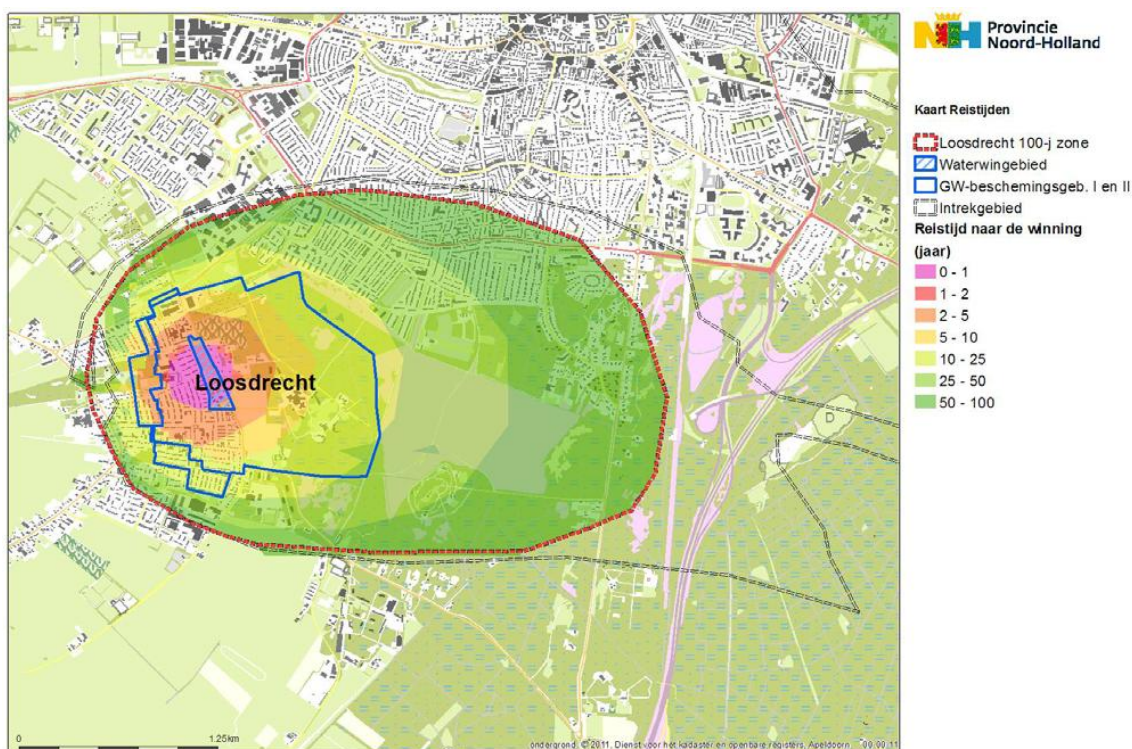 Provincie
Noord-Holland
Kaart Reistijden
Loosdrecht 100-j zone
Waterwingebied
GW-beschemingsgeb. I en II
Intrekgebied
Reistijd naar de winning
(jaar)
0 - 1
1 - 2
2 - 5
5 - 10
10 - 25
25 - 50
50 - 100
Loosdrecht
D
0 1.25km
ondergrond: © 2011, Dienst voor het kadaster en openbare registers, Apeldoorn